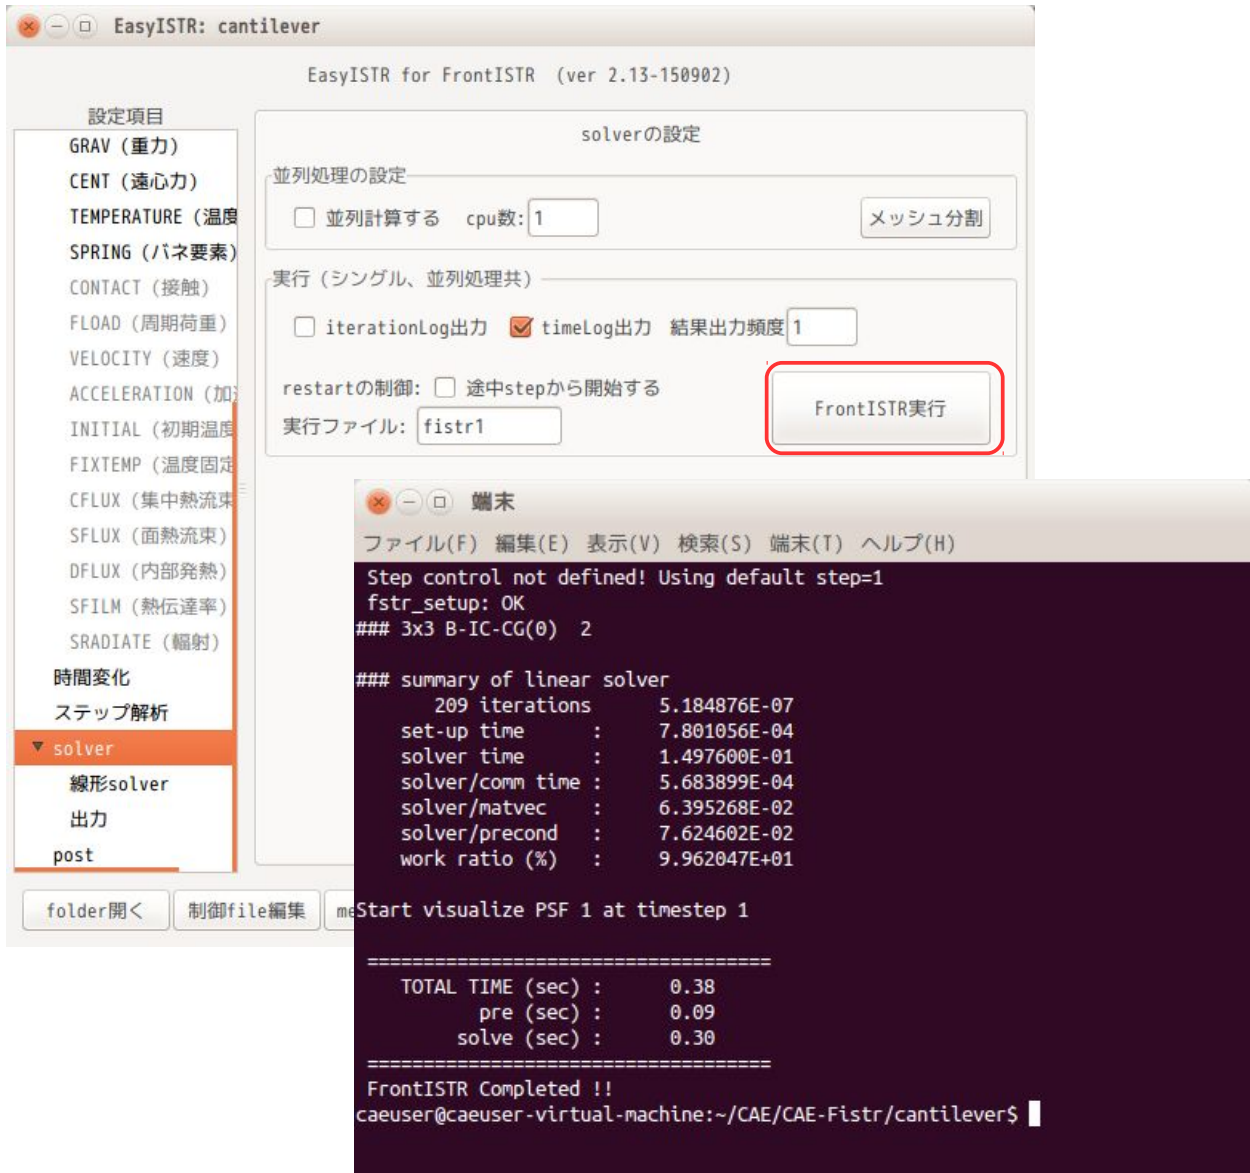 EasyISTR: cantilever
EasyISTR for FrontISTR (ver 2.13-150902)
設定項目
GRAV (重力)
CENT (遠心力)
TEMPERATURE (温度
SPRING (バネ要素)
CONTACT (接触)
FLOAD (周期荷重)
VELOCITY (速度)
ACCELERATION (加
INITIAL (初期温度
FIXTEMP (温度固定
CFLUX (集中熱流束
SFLUX (面熱流束)
DFLUX (内部発熱)
SFILM (熱伝達率)
SRADIATE (輻射)
時間変化
ステップ解析
solver
線形solver
出力
post
solverの設定
並列処理の設定
並列計算する cpu数: 1 メッシュ分割
実行 (シングル、並列処理共)
iterationLog出力 timeLog出力 結果出力頻度 1
restartの制御: 途中stepから開始する
実行ファイル: fistr1
FrontISTR実行
folder開く 制御file編集 me
端末
ファイル(F) 編集(E) 表示(V) 検索(S) 端末(T) ヘルプ(H)
Step control not defined! Using default step=1
fstr_setup: OK
### 3x3 B-IC-CG(0) 2
### summary of linear solver
209 iterations 5.184876E-07
set-up time : 7.801056E-04
solver time : 1.497600E-01
solver/comm time : 5.683899E-04
solver/matvec : 6.395268E-02
solver/precond : 7.624602E-02
work ratio (%) : 9.962047E+01
Start visualize PSF 1 at timestep 1
====================================
TOTAL TIME (sec) : 0.38
pre (sec) : 0.09
solve (sec) : 0.30
====================================
FrontISTR Completed !!
caeuser@caeuser-virtual-machine:~/CAE/CAE-Fistr/cantilever$